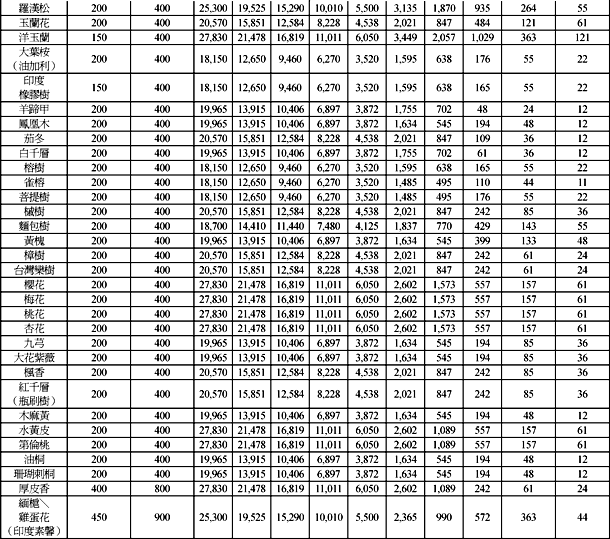 羅漢松 200 400 25,300 19,525 15,290 10,010 5,500 3,135 1,870 935 264 55
玉蘭花 200 400 20,570 15,851 12,584 8,228 4,538 2,021 847 484 121 61
洋玉蘭 150 400 27,830 21,478 16,819 11,011 6,050 3,449 2,057 1,029 363 121
大葉桉
（油加利） 200 400 18,150 12,650 9,460 6,270 3,520 1,595 638 176 55 22
印度
橡膠樹 150 400 18,150 12,650 9,460 6,270 3,520 1,595 638 165 55 22
羊蹄甲 200 400 19,965 13,915 10,406 6,897 3,872 1,755 702 48 24 12
鳳凰木 200 400 19,965 13,915 10,406 6,897 3,872 1,634 545 194 48 12
茄冬 200 400 20,570 15,851 12,584 8,228 4,538 2,021 847 109 36 12
白千層 200 400 19,965 13,915 10,406 6,897 3,872 1,755 702 61 36 12
榕樹 200 400 18,150 12,650 9,460 6,270 3,520 1,595 638 165 55 22
雀榕 200 400 18,150 12,650 9,460 6,270 3,520 1,485 495 110 44 11
菩提樹 200 400 18,150 12,650 9,460 6,270 3,520 1,485 495 176 55 22
槭樹 200 400 20,570 15,851 12,584 8,228 4,538 2,021 847 242 85 36
麵包樹 200 400 18,700 14,410 11,440 7,480 4,125 1,837 770 429 143 55
黃槐 200 400 19,965 13,915 10,406 6,897 3,872 1,634 545 399 133 48
樟樹 200 400 20,570 15,851 12,584 8,228 4,538 2,021 847 242 61 24
台灣欒樹 200 400 20,570 15,851 12,584 8,228 4,538 2,021 847 242 61 24
櫻花 200 400 27,830 21,478 16,819 11,011 6,050 2,602 1,573 557 157 61
梅花 200 400 27,830 21,478 16,819 11,011 6,050 2,602 1,573 557 157 61
桃花 200 400 27,830 21,478 16,819 11,011 6,050 2,602 1,573 557 157 61
杏花 200 400 27,830 21,478 16,819 11,011 6,050 2,602 1,573 557 157 61
九芎 200 400 19,965 13,915 10,406 6,897 3,872 1,634 545 194 85 36
大花紫薇 200 400 19,965 13,915 10,406 6,897 3,872 1,634 545 194 85 36
楓香 200 400 20,570 15,851 12,584 8,228 4,538 2,021 847 242 85 36
紅千層
（瓶刷樹） 200 400 20,570 15,851 12,583 8,228 4,538 2,021 847 242 85 36
木麻黃 200 400 19,965 13,915 10,406 6,897 3,872 1,634 545 194 48 12
水黃皮 200 400 27,830 21,478 16,819 11,011 6,050 2,602 1,089 557 157 61
第倫桃 200 400 27,830 21,478 16,819 11,011 6,050 2,602 1,089 557 157 61
油桐 200 400 19,965 13,915 10,406 6,897 3,872 1,634 545 194 48 12
珊瑚刺桐 200 400 19,965 13,915 10,406 6,897 3,872 1,634 545 194 48 12
厚皮香 400 800 27,830 21,478 16,819 11,011 6,050 2,602 1,089 242 61 24
緬梔＼
雞蛋花
（印度素馨） 450 900 25,300 19,525 15,290 10,010 5,500 2,365 990 572 363 44